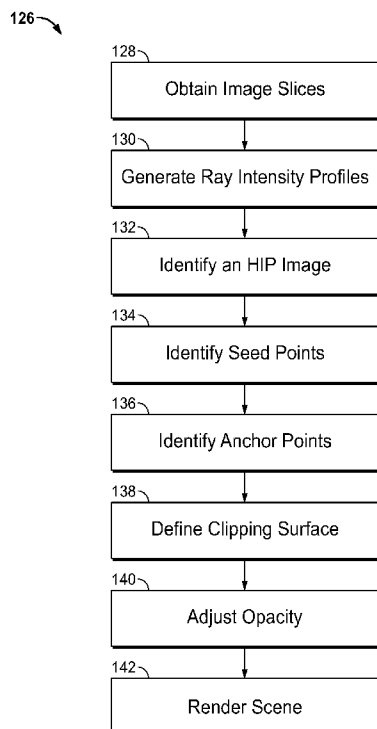 126
128
Obtain Image Slices
130
Generate Ray Intensity Profiles
132
Identify an HIP Image
134
Identify Seed Points
136
Identify Anchor Points
138
Define Clipping Surface
140
Adjust Opacity
142
Render Scene